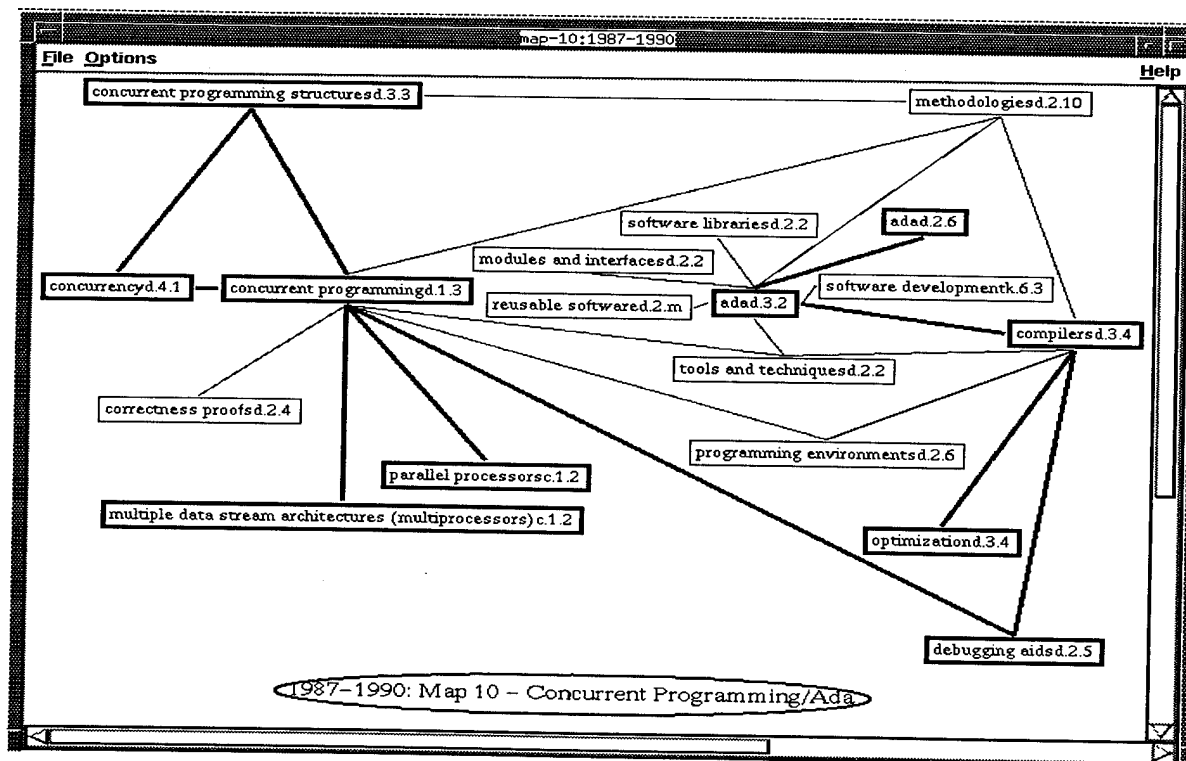 map-10:1987-1990
File Options
Help
concurrent programming structuresd.3.3
methodologiesd.2.10
software librariesd.2.2
adad.2.6
modules and interfacesd.2.2
concurrencyd.4.1
concurrent programmingd.1.3
reusable softwared.2.m
adad.3.2
software developmentk.6.3
compilersd.3.4
tools and techniquesd.2.2
correctness proofsd.2.4
programming environmentsd.2.6
parallel processorsc.1.2
multiple data stream architectures (multiprocessors)c.1.2
optimizationd.3.4
debugging aidsd.2.5
1987-1990: Map 10 - Concurrent Programming/Ada